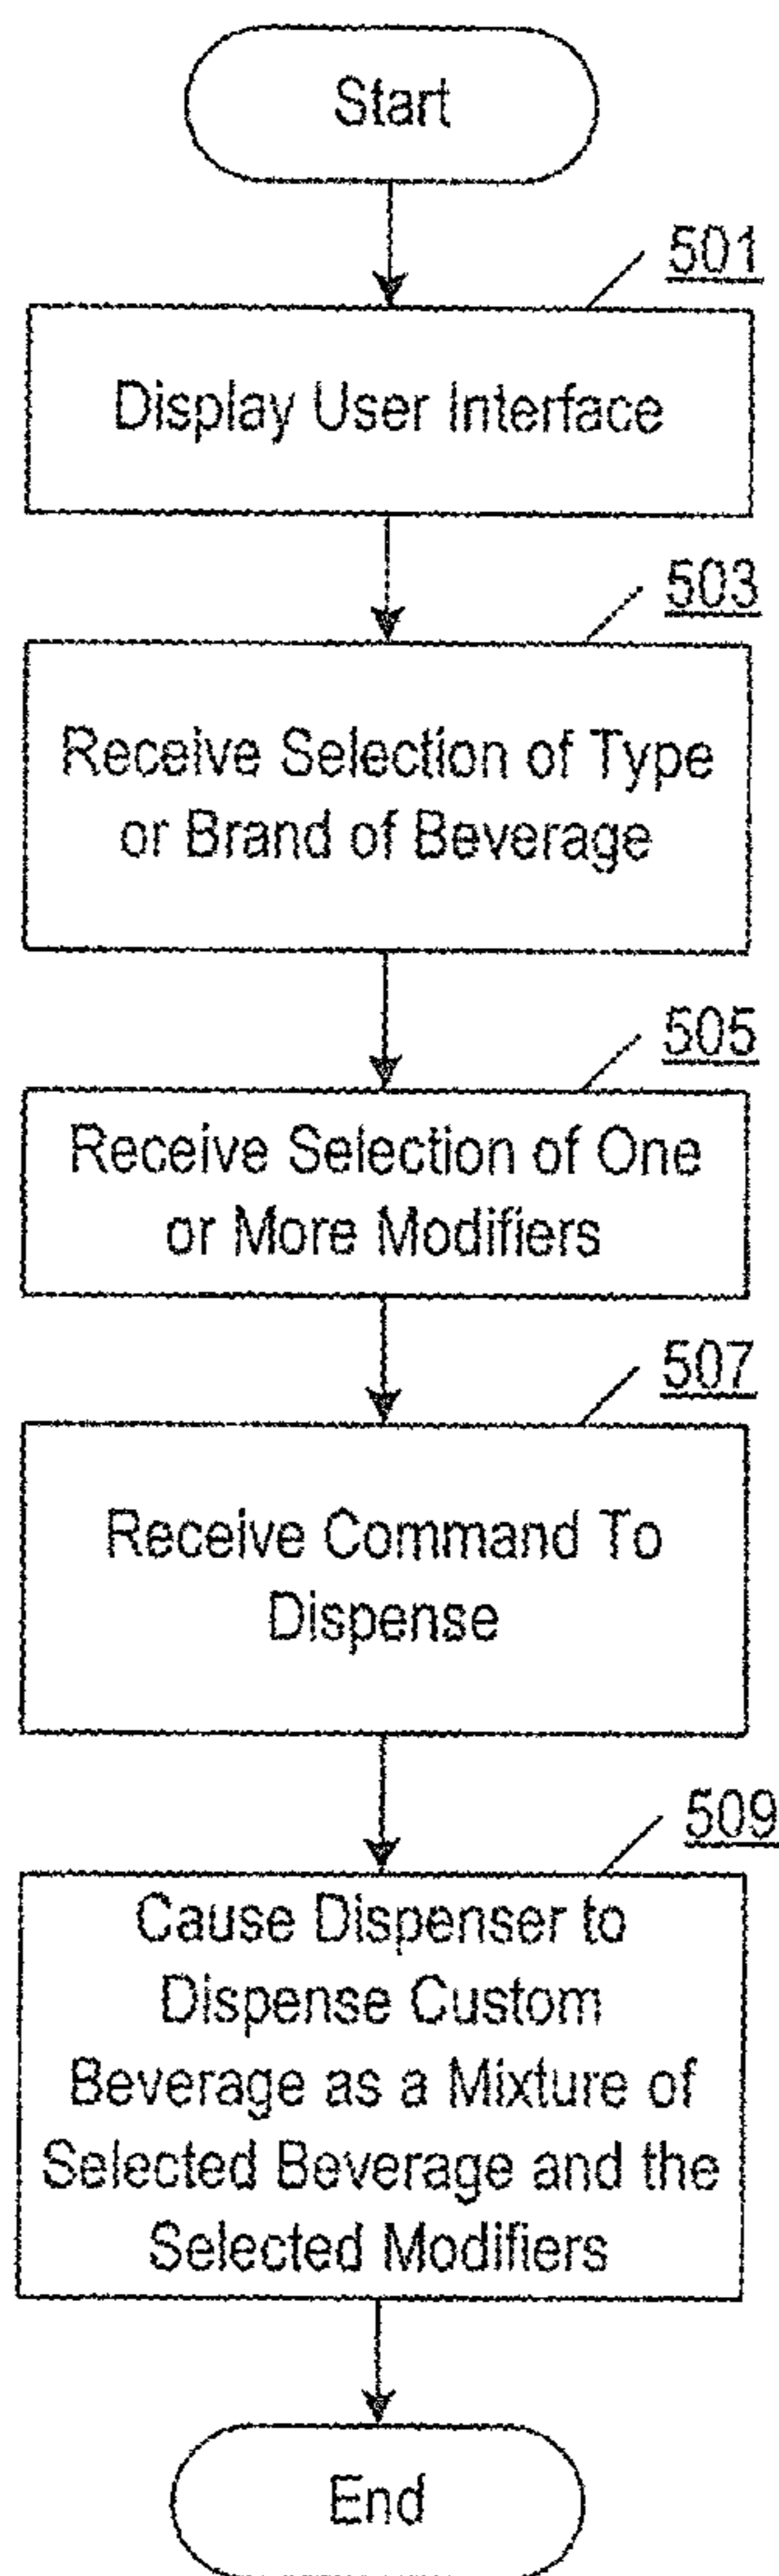 Start
501
Display User Interface
503
Receive Selection of Type
or Brand of Beverage
505
Receive Selection of One
or More Modifiers
507
Receive Command To
Dispense
509
Cause Dispenser to
Dispense Custom
Beverage as a Mixture of
Selected Beverage and the
Selected Modifiers
End